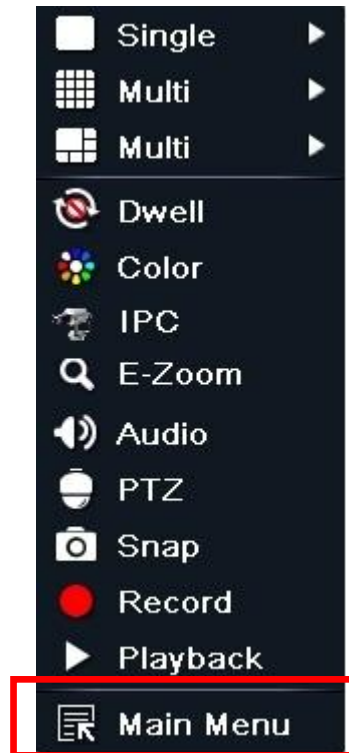 Single
Multi
Multi
Dwell
Color
IPC
E-Zoom
Audio
PTZ
Snap
Record
Playback
Main Menu